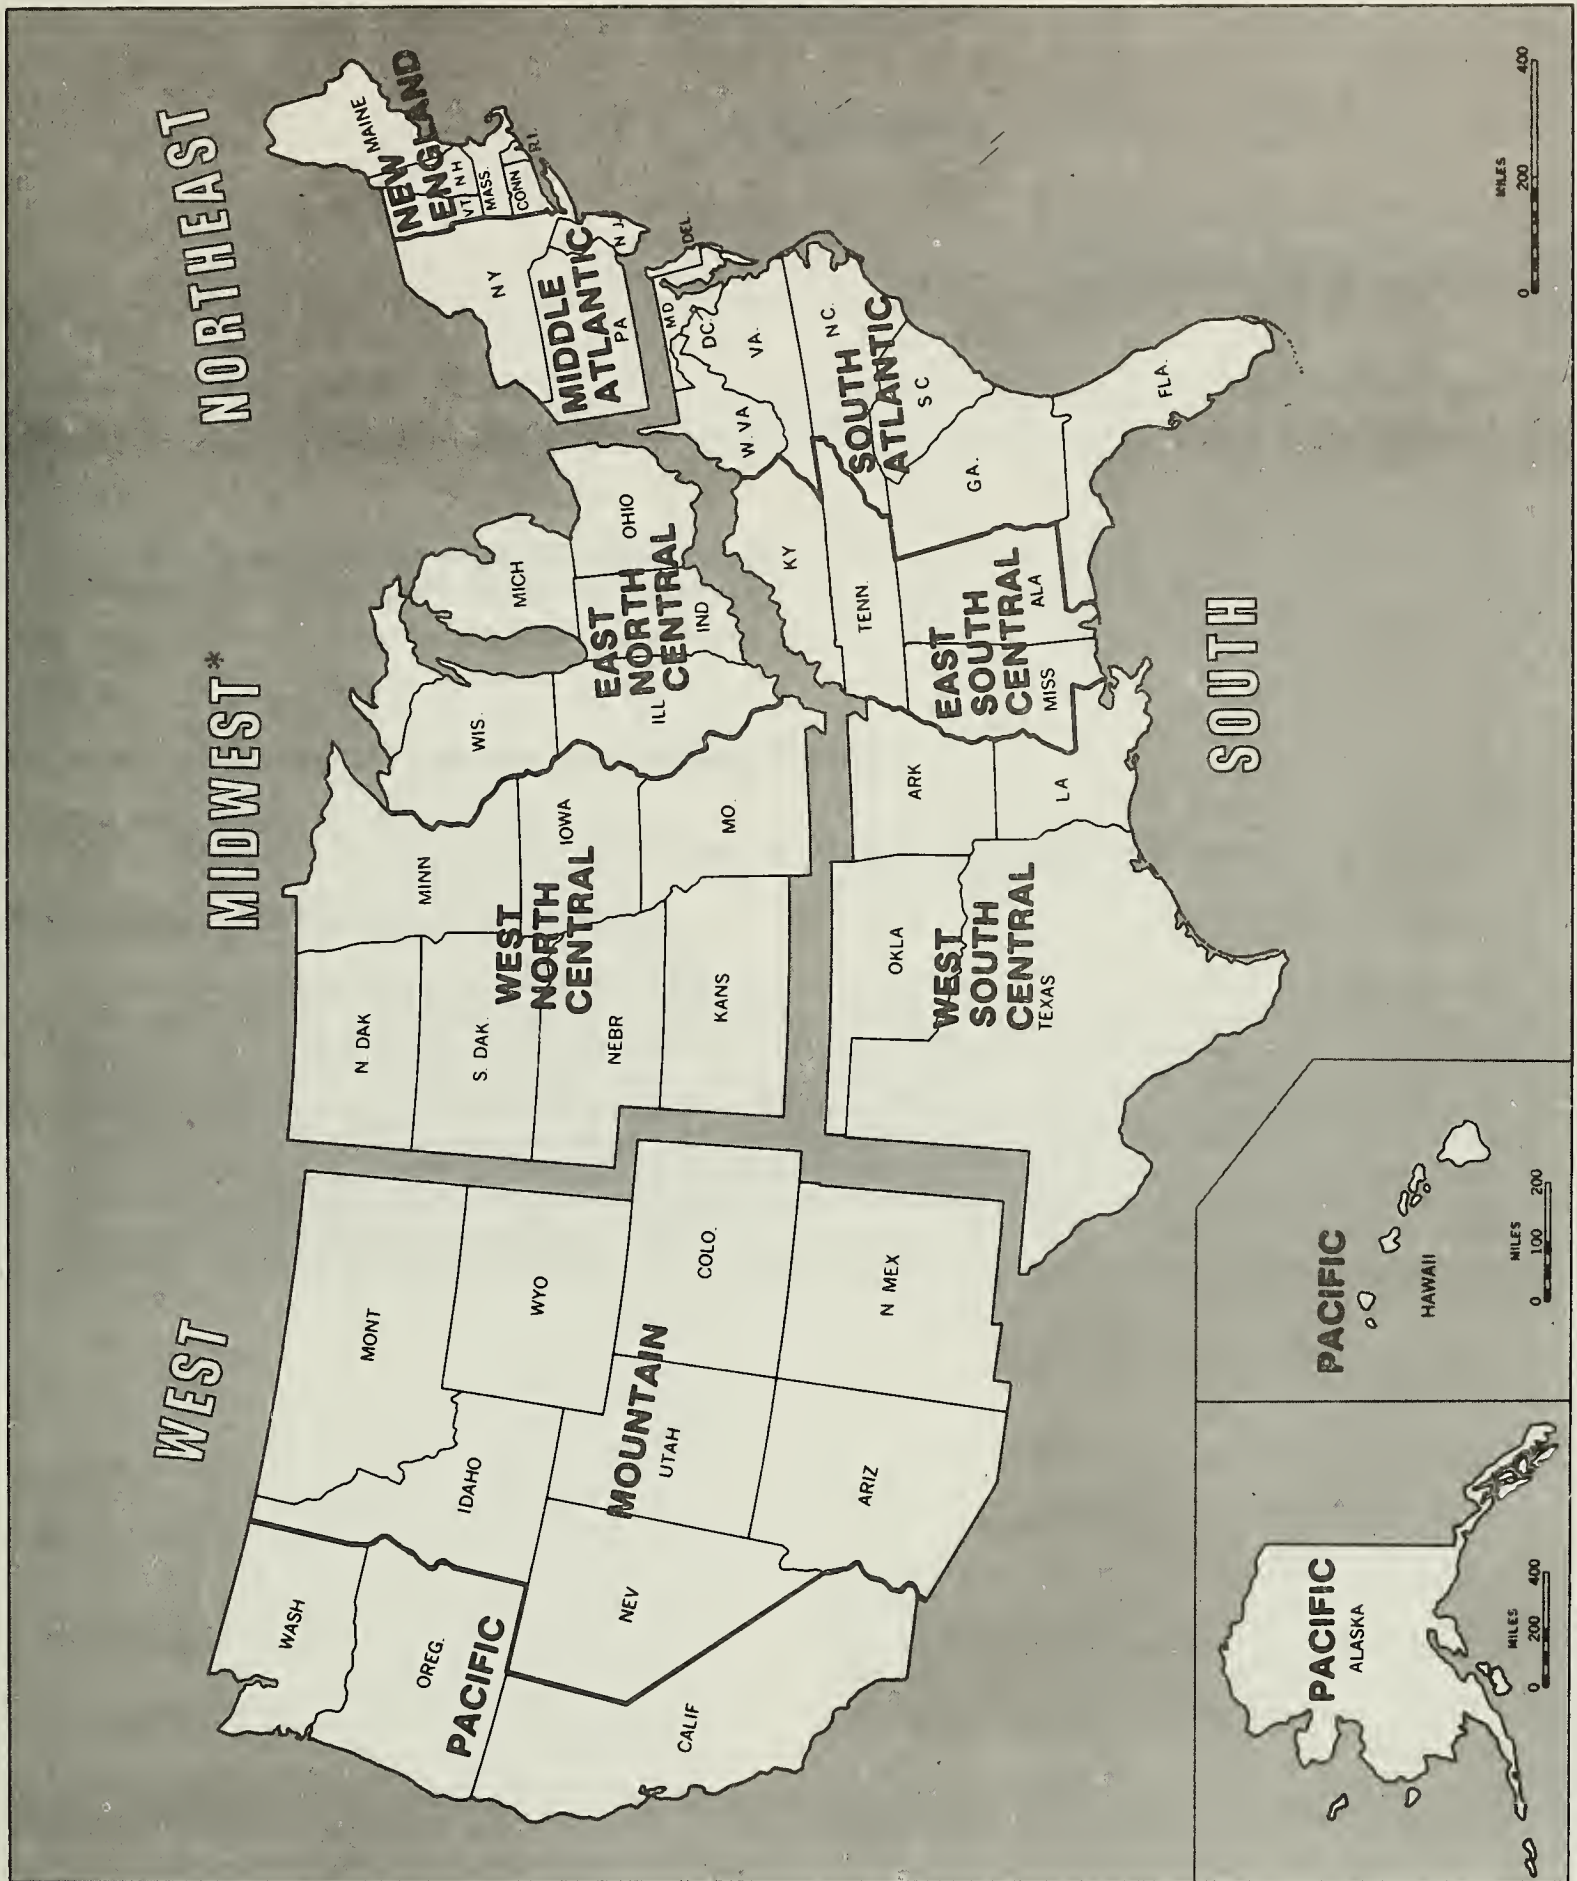 WEST
MIDWEST*
NORTHEAST
SOUTH
PACIFIC
WASH
OREG.
CALIF
MOUNTAIN
MONT
IDAHO
WYO
NEV
UTAH
COLO.
ARIZ
N MEX
WEST
NORTH
CENTRAL
N. DAK
S. DAK.
NEBR
KANS
MINN
IOWA
MO.
EAST
NORTH
CENTRAL
WIS.
MICH
ILL
IND
OHIO
NEW
ENGLAND
MAINE
VT
N H
MASS.
CONN
R.I.
MIDDLE
ATLANTIC
NY
PA
N J
WEST
SOUTH
CENTRAL
OKLA
TEXAS
ARK
LA
EAST
SOUTH
CENTRAL
KY
TENN.
MISS
ALA
SOUTH
ATLANTIC
DEL.
MD
DC.
W. VA
VA.
N C.
S C
GA.
FLA.
PACIFIC
ALASKA
MILES
0 200 400
PACIFIC
HAWAII
MILES
0 100 200
MILES
0 200 400